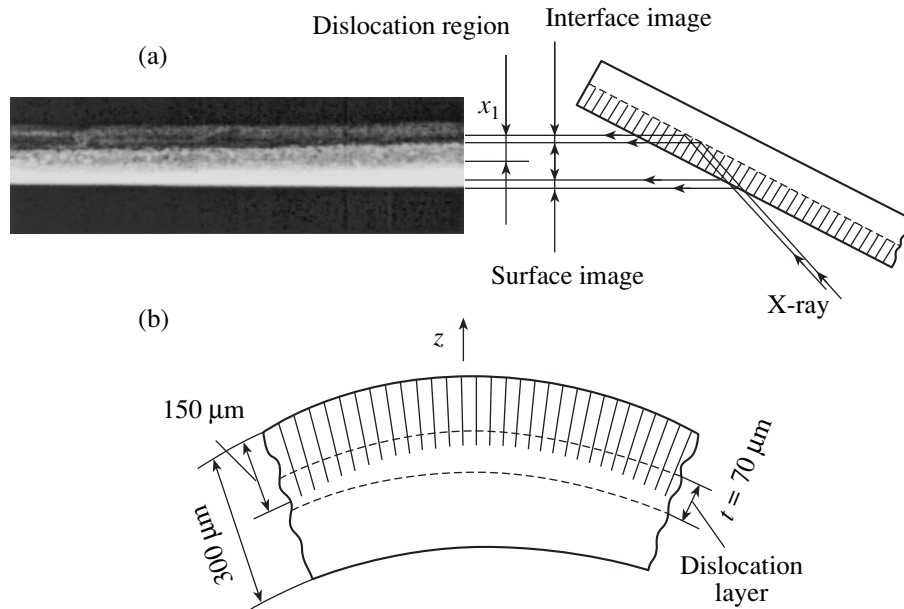 Dislocation region
Interface image
(a)
x₁
Surface image
X-ray
(b)
z
150 μm
300 μm
t = 70 μm
Dislocation
layer